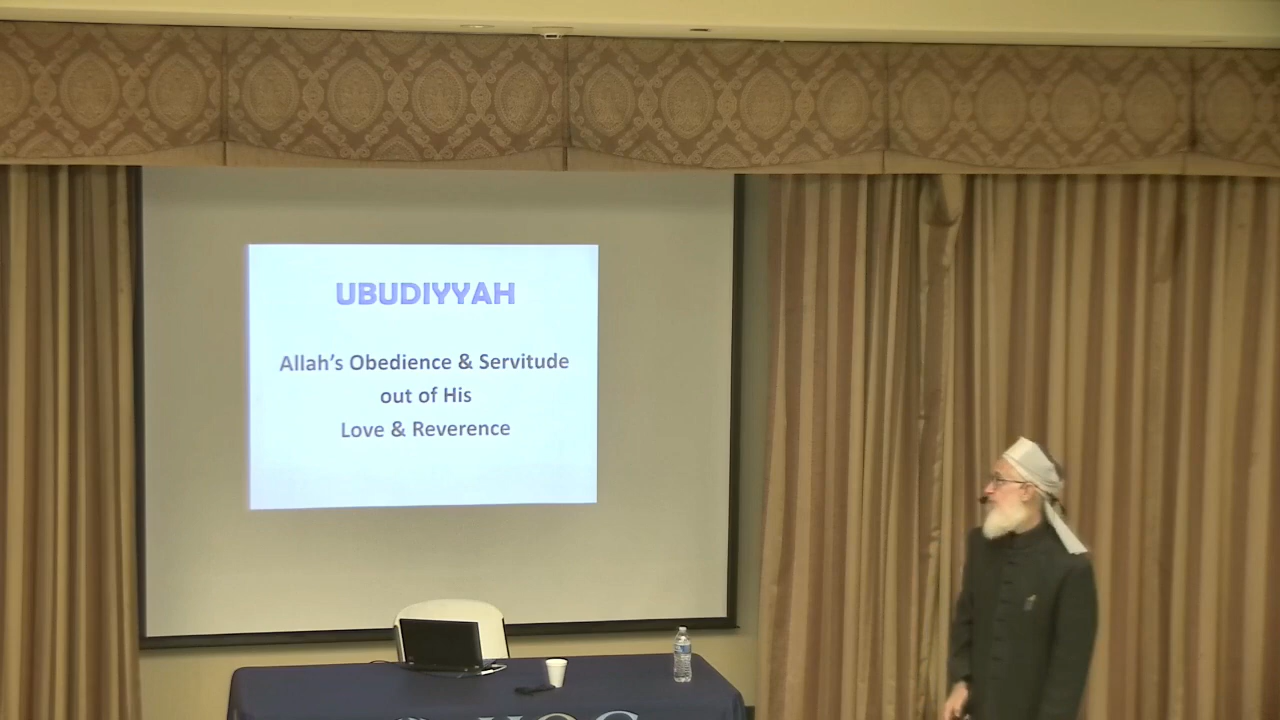 UBUDIYYAH
Allah's Obedience & Servitude
out of His
Love & Reverence